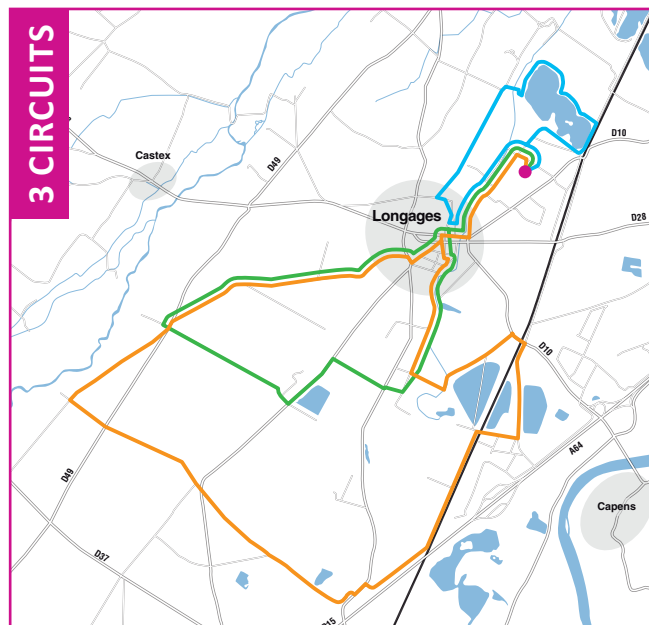 3 CIRCUITS
D10
Castex
D49
Longages
D28
D10
A64
D49
Capens
D37